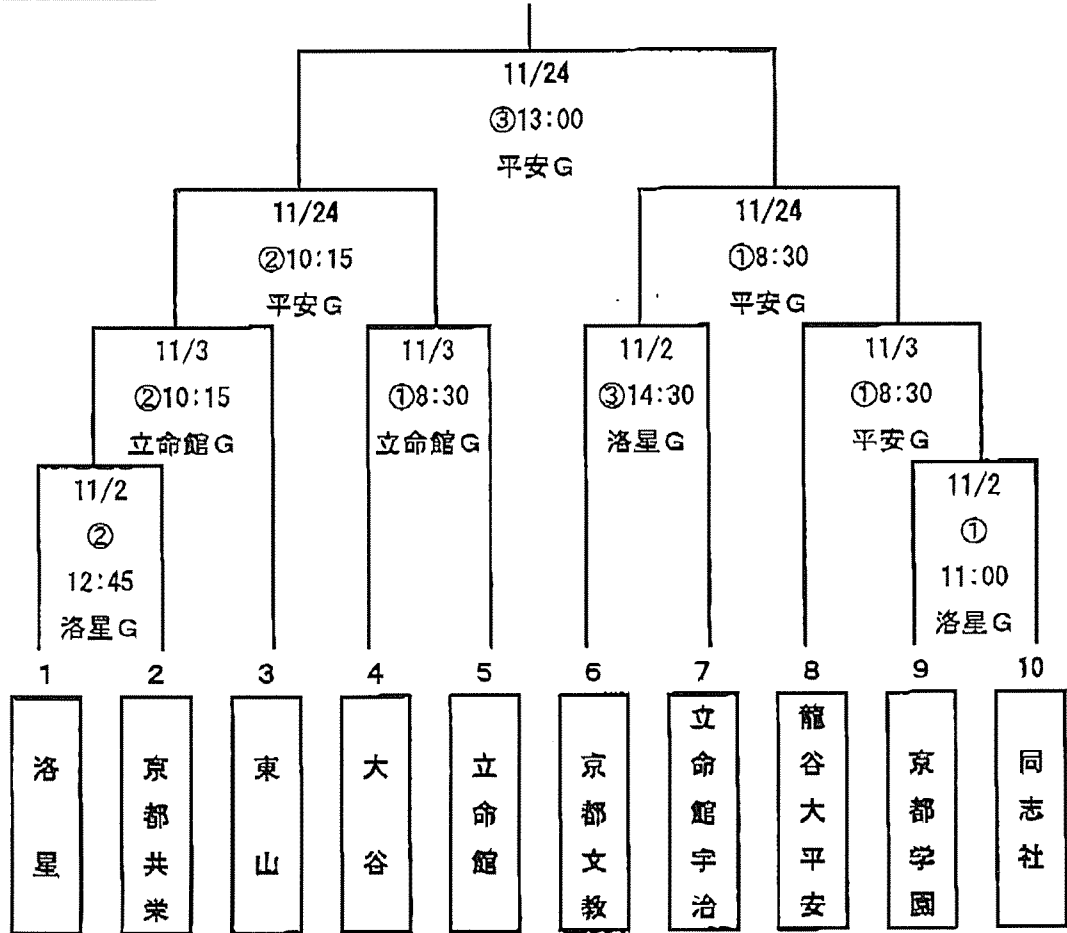 11/24
③13:00
平安G
11/24
②10:15
平安G
11/24
①8:30
平安G
11/3
②10:15
立命館G
11/3
①8:30
立命館G
11/2
③14:30
洛星G
11/3
①8:30
平安G
11/2
②
12:45
洛星G
11/2
①
11:00
洛星G
1
2
3
4
5
6
7
8
9
10
洛星
京都共栄
東山
大谷
立命館
京都文教
立命館宇治
龍谷大平安
京都学園
同志社